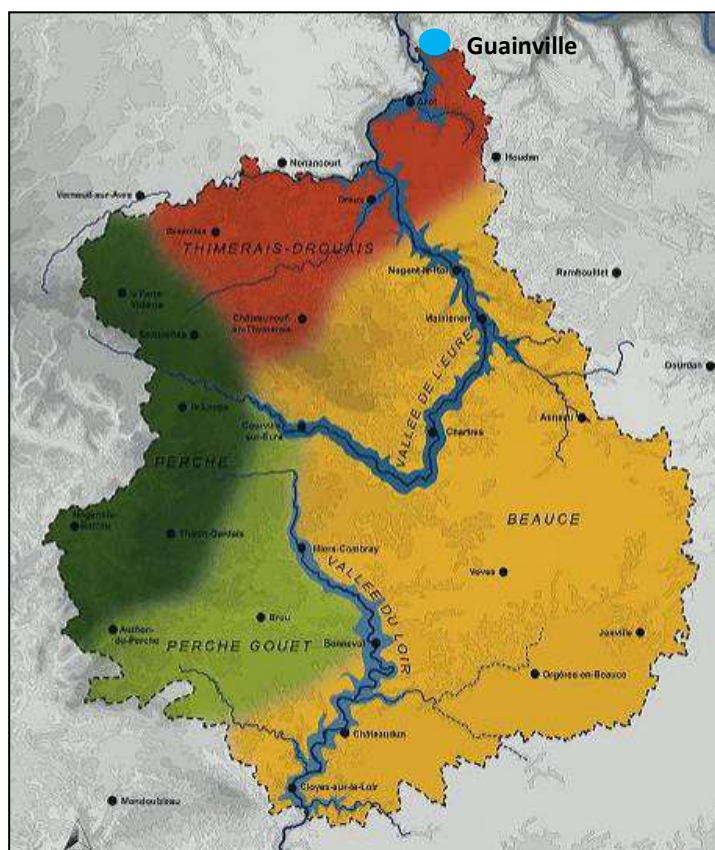 Guainville
Anet
Nonancourt
Houdan
Verneuil-sur-Avre
Dreux
Brezolles
THIMERAIS-DROUAIS
Nogent-le-Roi
Rambouillet
la Ferté-
Vidame
Châteauneuf-
en-Thymerais
Maintenon
Senonches
VALLÉE DE L'EURE
Dourdan
la Loupe
Courville-
sur-Eure
Chartres
Auneau
PERCHE
Nogent-le-
Rotrou
BEAUCE
Thiron-Gardais
Illiers-Combray
VALLÉE DU LOIR
Voves
Brou
Authon-
du-Perche
Janville
PERCHE GOUET
Bonneval
Orgères-en-Beauce
Châteaudun
Cloyes-sur-le-Loir
Mondoubleau